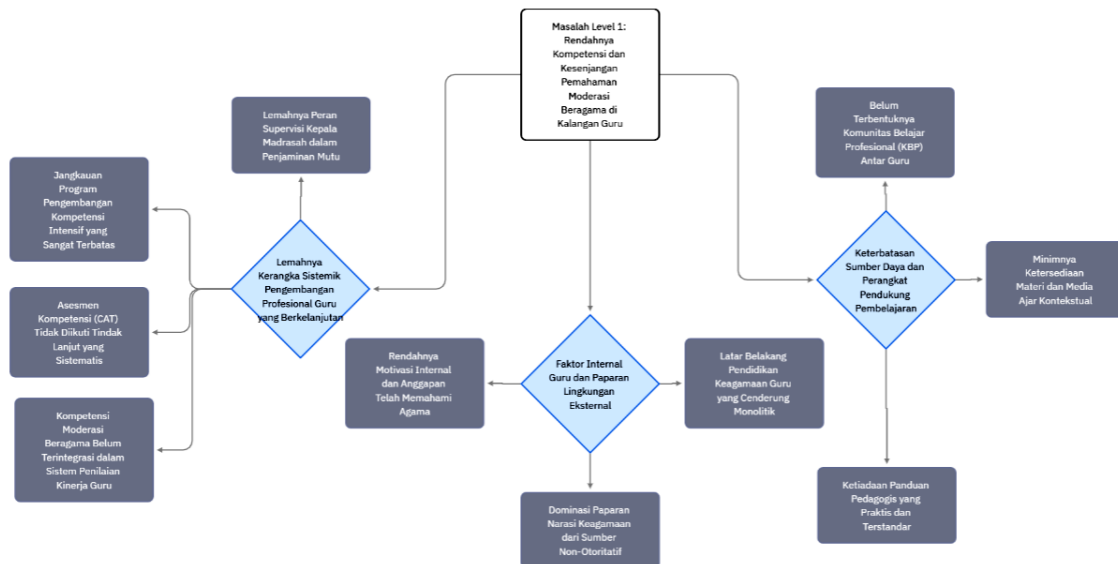 Masalah Level 1:
Rendahnya
Kompetensi dan
Kesenjangan
Pemahaman
Moderasi
Beragama di
Kalangan Guru
Lemahnya Peran
Supervisi Kepala
Madrasah dalam
Penjaminan Mutu
Jangkauan
Program
Pengembangan
Kompetensi
Intensif yang
Sangat Terbatas
Lemahnya
Kerangka Sistemik
Pengembangan
Profesional Guru
yang Berkelanjutan
Asesmen
Kompetensi (CAT)
Tidak Diikuti Tindak
Lanjut yang
Sistematis
Kompetensi
Moderasi
Beragama Belum
Terintegrasi dalam
Sistem Penilaian
Kinerja Guru
Rendahnya
Motivasi Internal
dan Anggapan
Telah Memahami
Agama
Faktor Internal
Guru dan Paparan
Lingkungan
Eksternal
Latar Belakang
Pendidikan
Keagamaan Guru
yang Cenderung
Monolitik
Dominasi Paparan
Narasi Keagamaan
dari Sumber
Non-Otoritatif
Belum
Terbentuknya
Komunitas Belajar
Profesional (KBP)
Antar Guru
Keterbatasan
Sumber Daya dan
Perangkat
Pendukung
Pembelajaran
Minimnya
Ketersediaan
Materi dan Media
Ajar Kontekstual
Ketiadaan Panduan
Pedagogis yang
Praktis dan
Terstandar